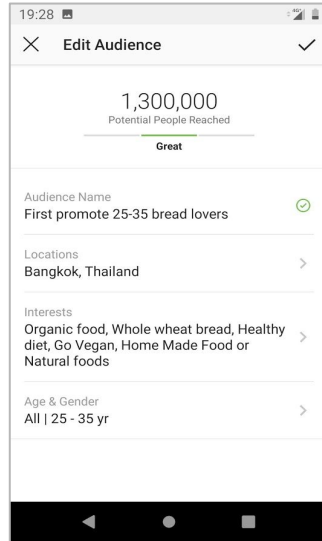 19:28
4G
Edit Audience
1,300,000
Potential People Reached
Great
Audience Name
First promote 25-35 bread lovers
Locations
Bangkok, Thailand
Interests
Organic food, Whole wheat bread, Healthy
diet, Go Vegan, Home Made Food or
Natural foods
Age & Gender
All | 25 - 35 yr